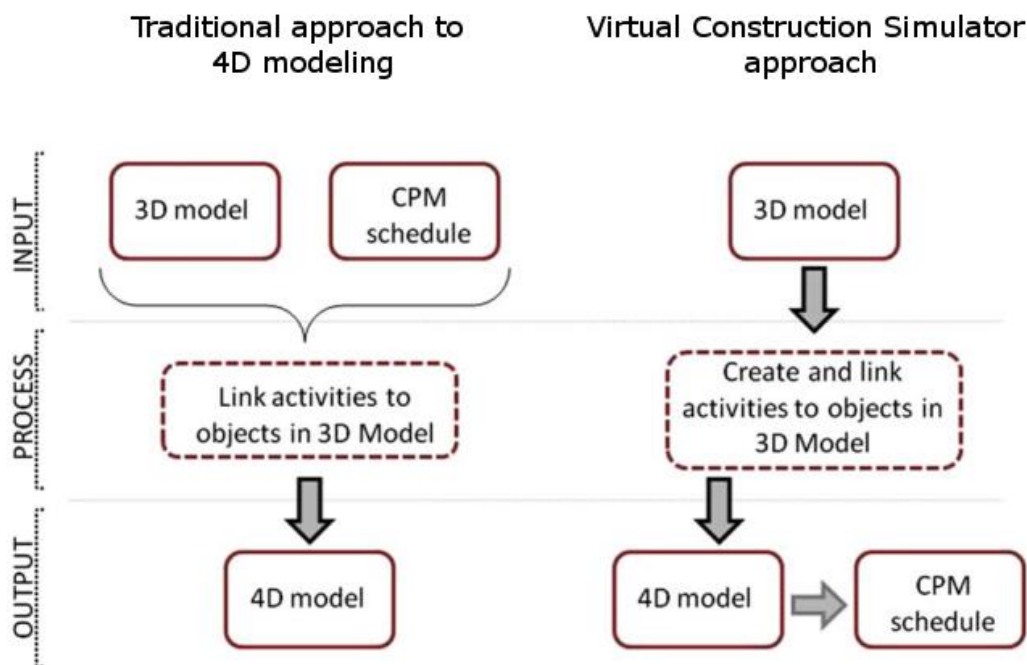 Traditional approach to
4D modeling
Virtual Construction Simulator
approach
INPUT
3D model
CPM
schedule
3D model
PROCESS
Link activities to
objects in 3D Model
Create and link
activities to objects in
3D Model
OUTPUT
4D model
4D model
CPM
schedule